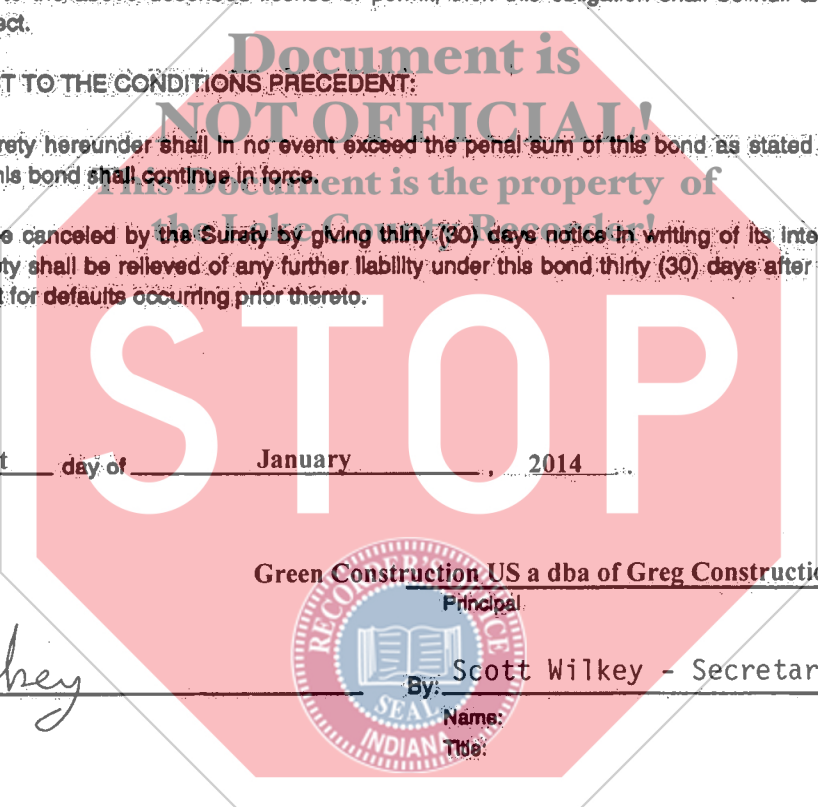 ect.
Document is
T TO THE CONDITIONS PRECEDENT:
NOT OFFICIAL!
rety hereunder shall in no event exceed the penal sum of this bond as stated
his bond shall continue in force.
This Document is the property of
the Lake County Recorder!
e canceled by the Surety by giving thirty (30) days notice in writing of its inte
ty shall be relieved of any further liability under this bond thirty (30) days after
t for defaults occurring prior thereto.
STOP
t day of January, 2014.
Green Construction US a dba of Greg Constructio
Principal
RECORDER'S OFFICE
SEAL
INDIANA
By: Scott Wilkey - Secretar
Name:
Title: